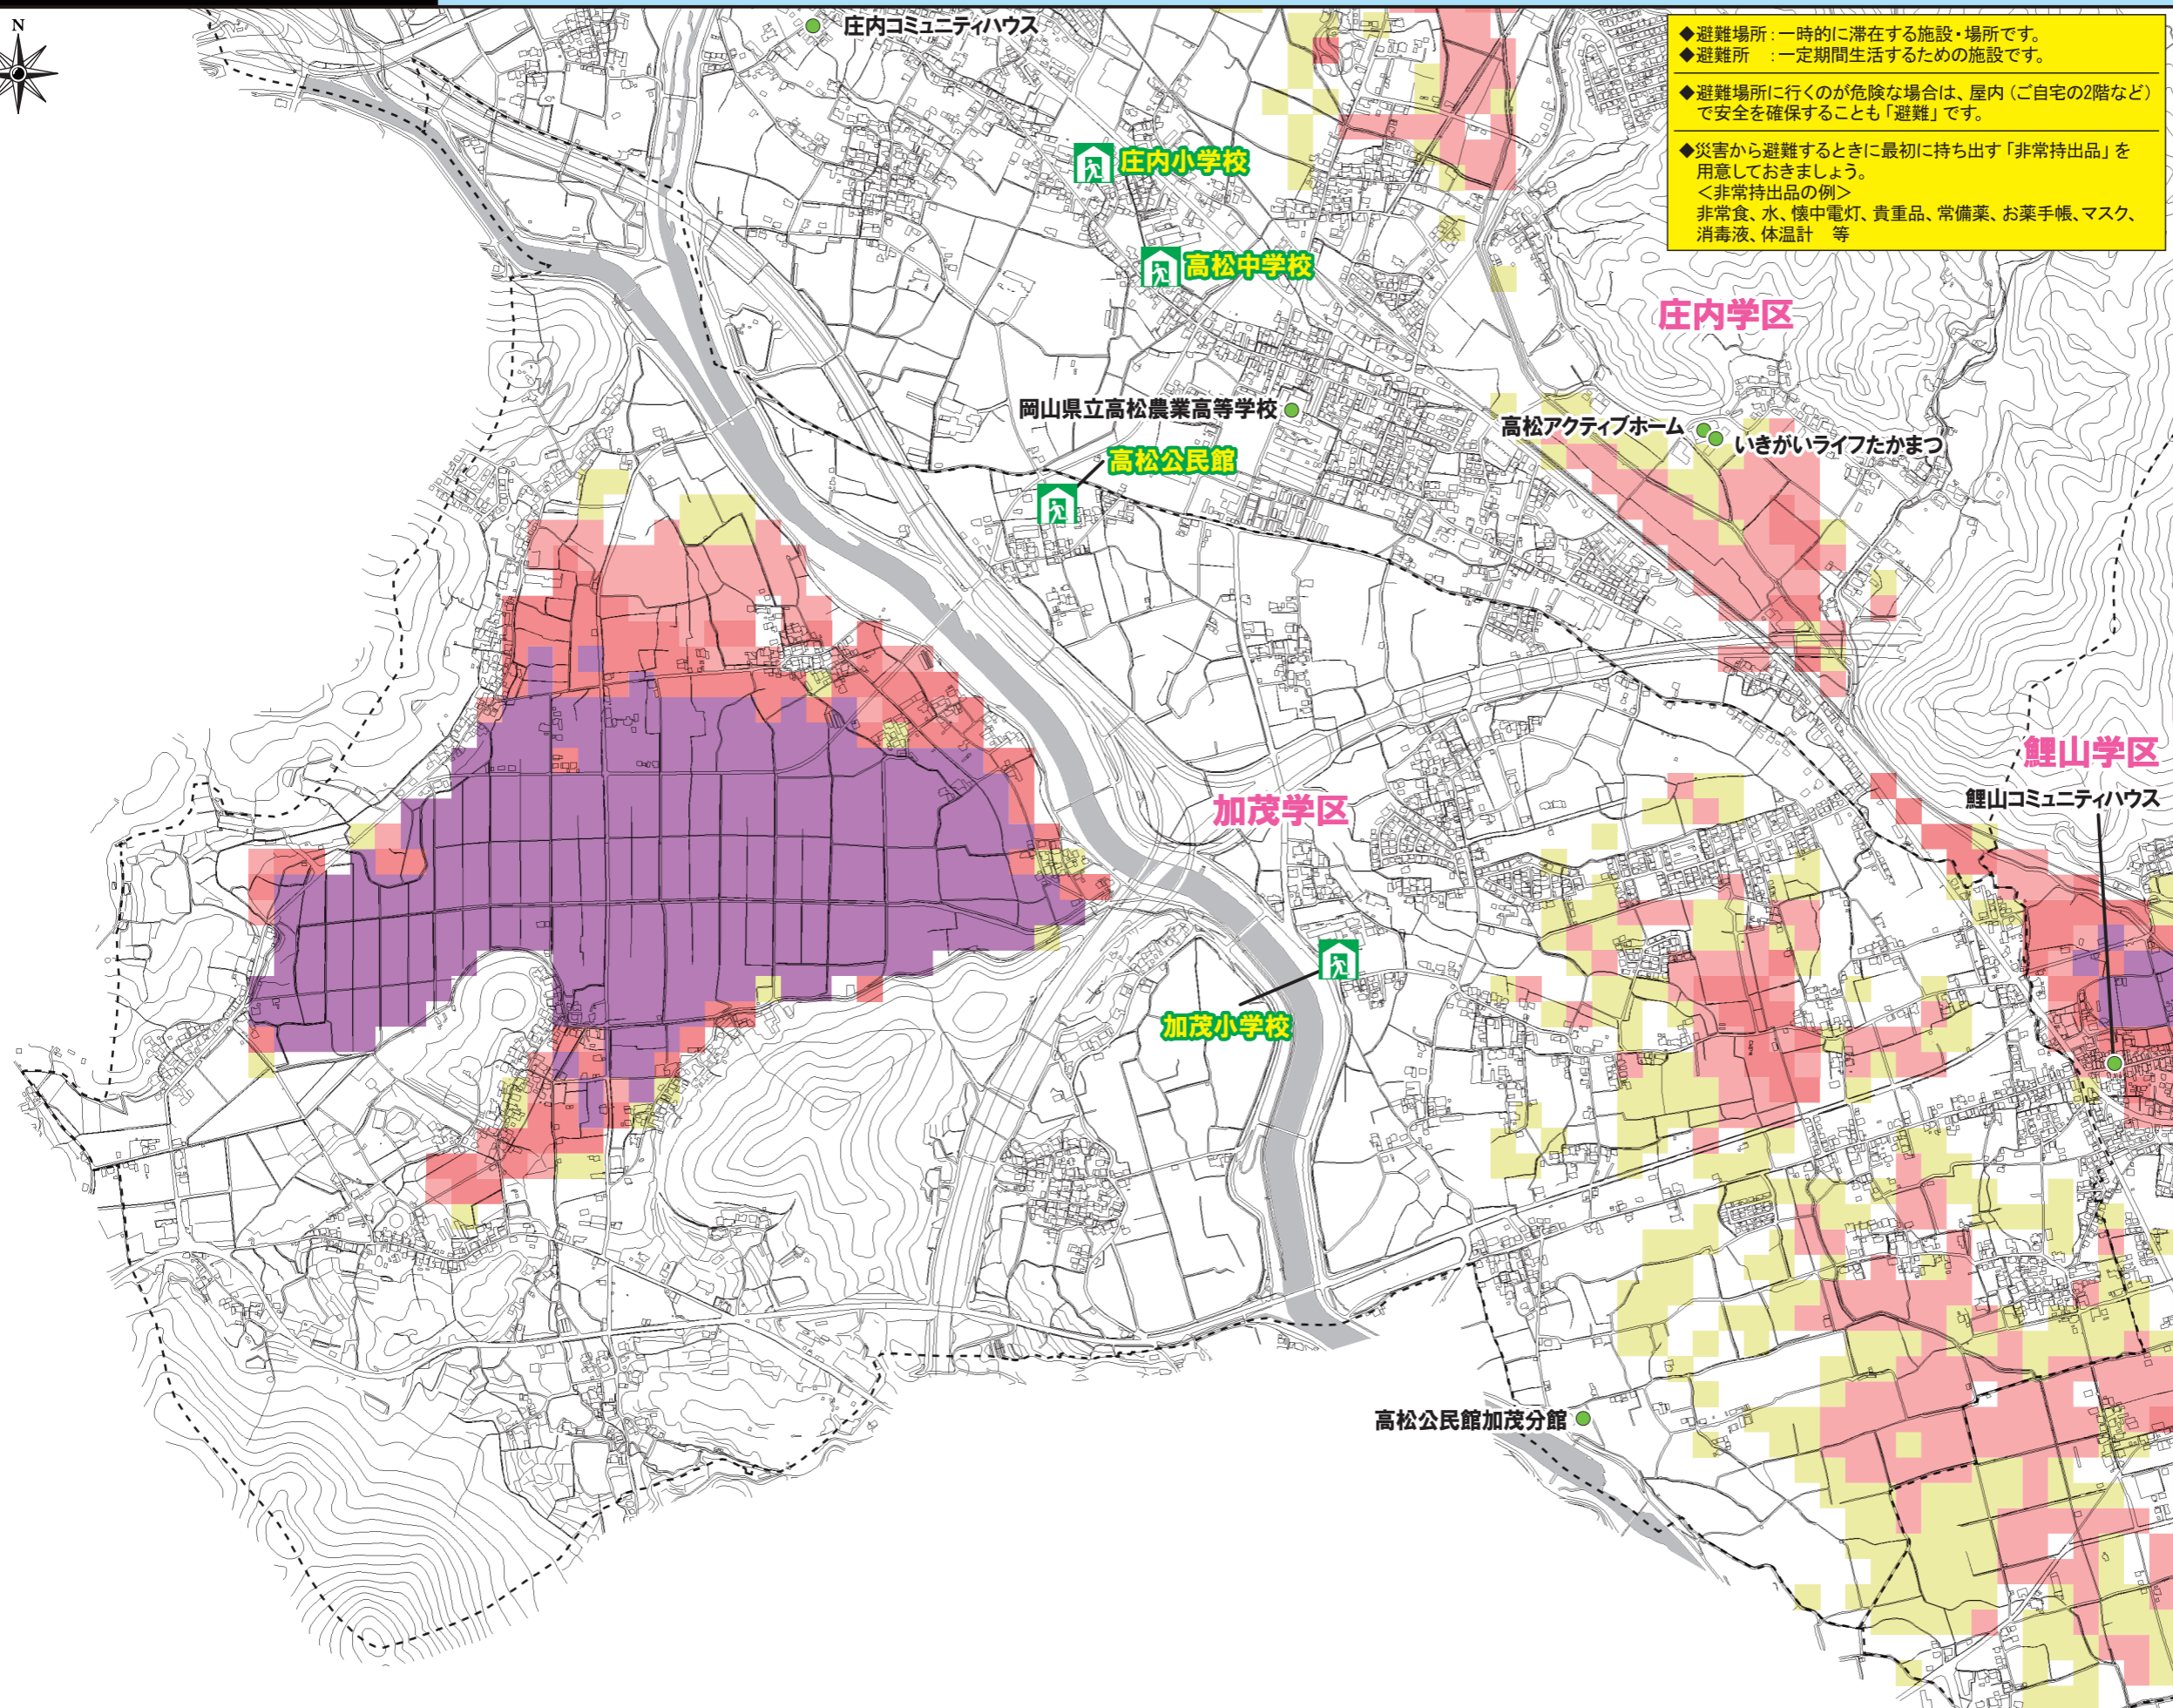 N
庄内コミュニティハウス
◆避難場所:一時的に滞在する施設・場所です。
◆避難所 :一定期間生活するための施設です。
◆避難場所に行くのが危険な場合は、屋内(ご自宅の2階など)
で安全を確保することも「避難」です。
◆災害から避難するときに最初に持ち出す「非常持出品」を
用意しておきましょう。
<非常持出品の例>
非常食、水、懐中電灯、貴重品、常備薬、お薬手帳、マスク、
消毒液、体温計 等
庄内小学校
高松中学校
庄内学区
岡山県立高松農業高等学校
高松アクティブホーム
いきがいライフたかまつ
高松公民館
鯉山学区
加茂学区
鯉山コミュニティハウス
加茂小学校
高松公民館加茂分館